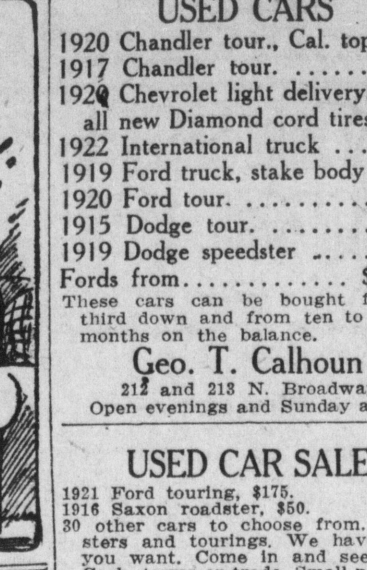 USED CARS
1920 Chandler tour., Cal. top
1917 Chandler tour. . . . . . .
1920 Chevrolet light delivery
all new Diamond cord tires
1922 International truck . . .
1919 Ford truck, stake body
1920 Ford tour. . . . . . . . . .
1915 Dodge tour. . . . . . . .
1919 Dodge speedster . . . . .
Fords from. . . . . . . . . . . . .
These cars can be bought
third down and from ten to
months on the balance.
Geo. T. Calhoun
212 and 213 N. Broadwa
Open evenings and Sunday a
USED CAR SALE
1921 Ford touring, $175.
1916 Saxon roadster, $50.
30 other cars to choose from.
sters and tourings. We hav
you want. Come in and see